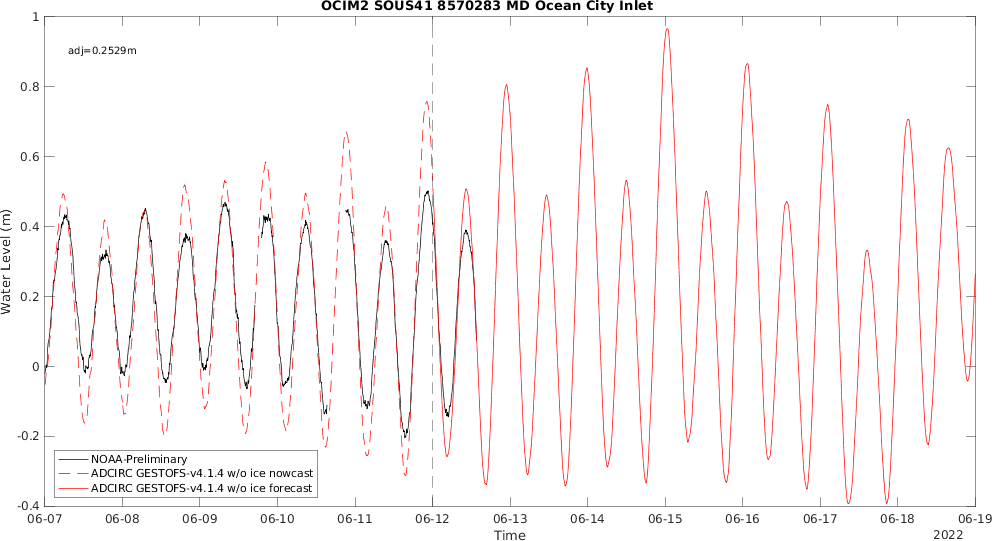 OCIM2 SOUS41 8570283 MD Ocean City Inlet
adj=0.2529m
Water Level (m)
1
0.8
0.6
0.4
0.2
0
-0.2
-0.4
NOAA-Preliminary
ADCIRC GESTOFS-v4.1.4 w/o ice nowcast
ADCIRC GESTOFS-v4.1.4 w/o ice forecast
06-07 06-08 06-09 06-10 06-11 06-12 06-13 06-14 06-15 06-16 06-17 06-18 06-19
Time
2022